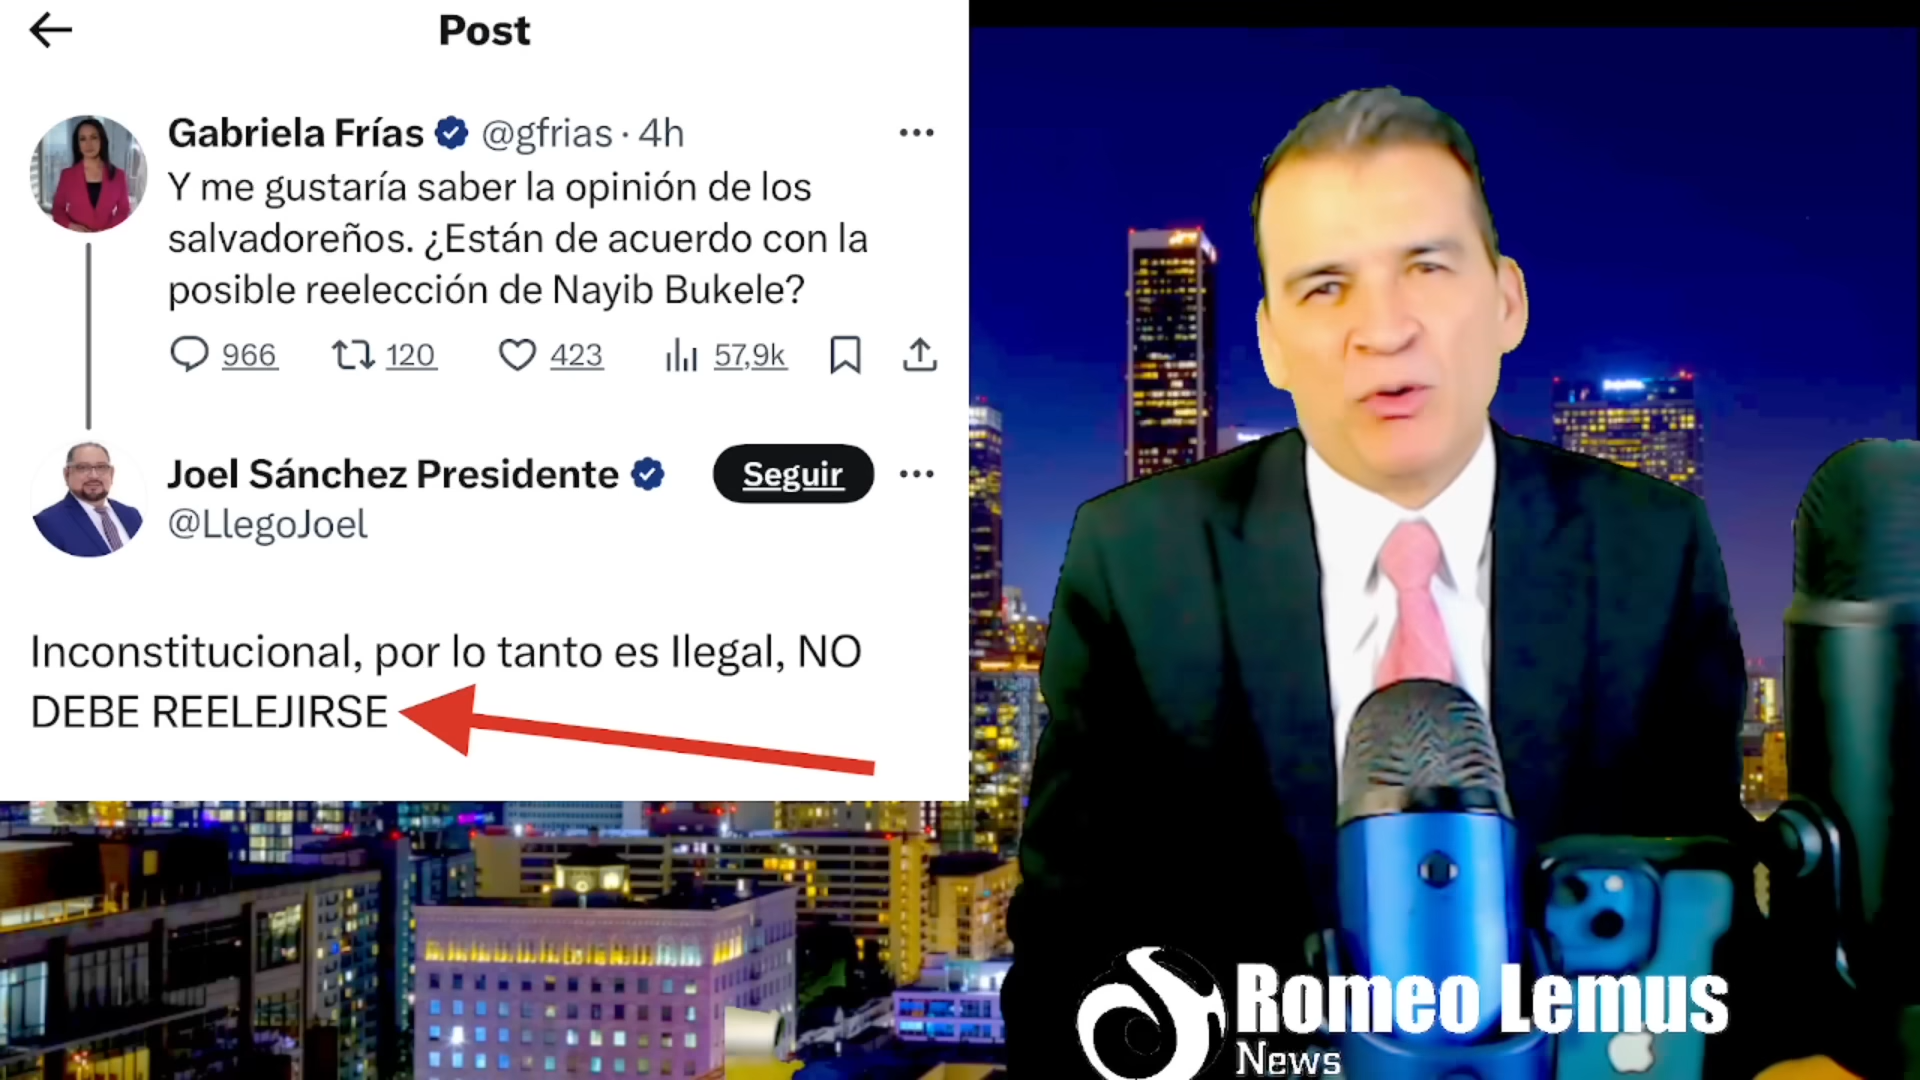 Post
Gabriela Frías @gfrias · 4h
Y me gustaría saber la opinión de los
salvadoreños. ¿Están de acuerdo con la
posible reelección de Nayib Bukele?
966 120 423 57,9k
Joel Sánchez Presidente Seguir
@LlegoJoel
Inconstitucional, por lo tanto es Ilegal, NO
DEBE REELEJIRSE
Romeo Lemus
News